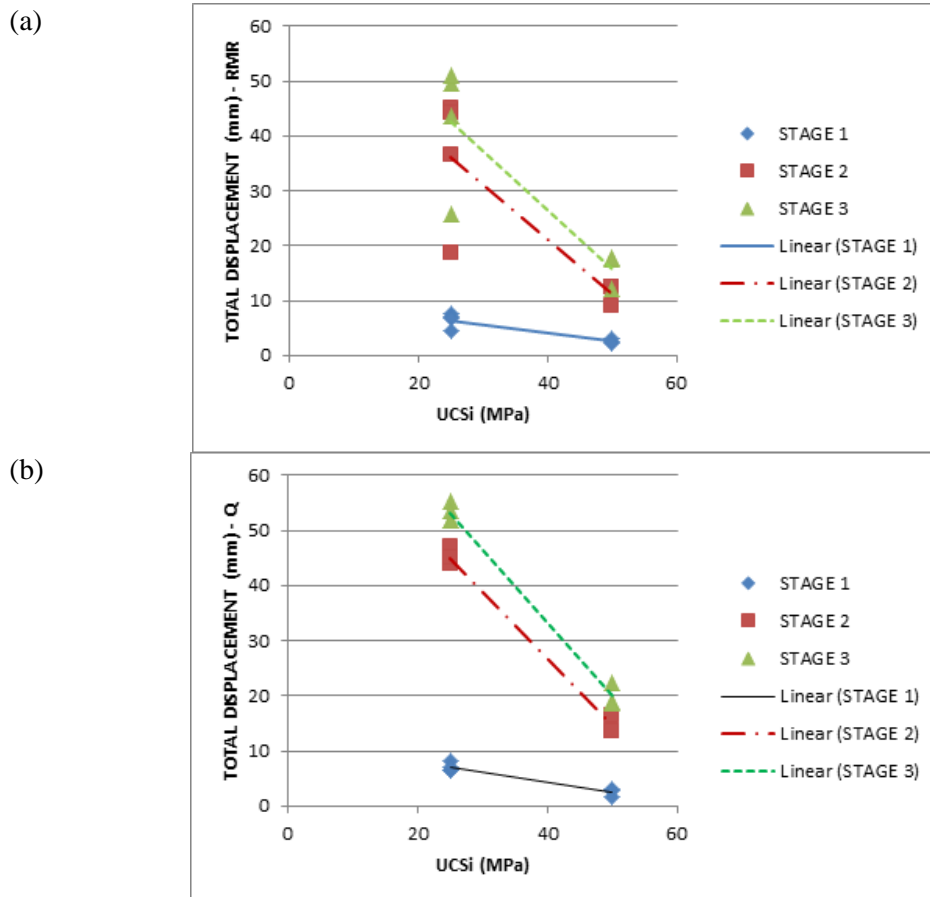 (a)
TOTAL DISPLACEMENT (mm) - RMR
60
50
40
30
20
10
0
0 20 40 60
UCSi (MPa)
STAGE 1
STAGE 2
STAGE 3
Linear (STAGE 1)
Linear (STAGE 2)
Linear (STAGE 3)
(b)
TOTAL DISPLACEMENT (mm) - Q
60
50
40
30
20
10
0
0 20 40 60
UCSi (MPa)
STAGE 1
STAGE 2
STAGE 3
Linear (STAGE 1)
Linear (STAGE 2)
Linear (STAGE 3)